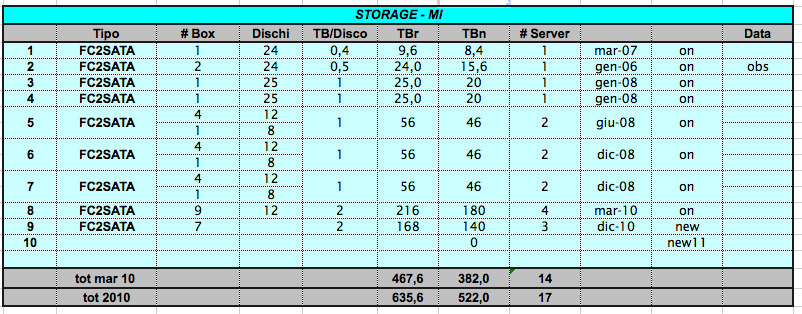 STORAGE - MI
Tipo # Box Dischi TB/Disco TBr TBn # Server Data
1 FC2SATA 1 24 0,4 9,6 8,4 1 mar-07 on
2 FC2SATA 2 24 0,5 24,0 15,6 1 gen-06 on obs
3 FC2SATA 1 25 1 25,0 20 1 gen-08 on
4 FC2SATA 1 25 1 25,0 20 1 gen-08 on
4 12
5 FC2SATA 1 56 46 2 giu-08 on
1 8
4 12
6 FC2SATA 1 56 46 2 dic-08 on
1 8
4 12
7 FC2SATA 1 56 46 2 dic-08 on
1 8
8 FC2SATA 9 12 2 216 180 4 mar-10 on
9 FC2SATA 7 2 168 140 3 dic-10 new
10 0 new11
tot mar 10 467,6 382,0 14
tot 2010 635,6 522,0 17